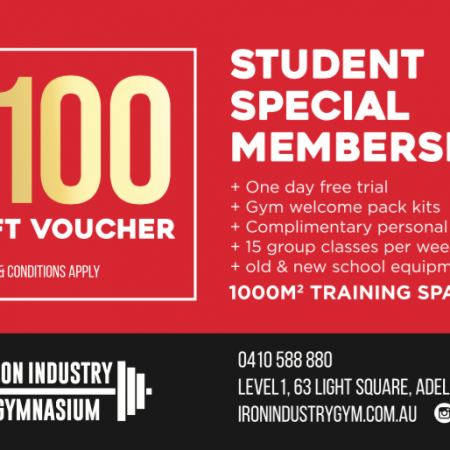 100
FT VOUCHER
& CONDITIONS APPLY
STUDENT
SPECIAL
MEMBERS
+ One day free trial
+ Gym welcome pack kits
+ Complimentary personal
+ 15 group classes per wee
+ old & new school equipm
1000M² TRAINING SPA
ON INDUSTRY
GYMNASIUM
0410 588 880
LEVEL1, 63 LIGHT SQUARE, ADEL
IRONINDUSTRYGYM.COM.AU